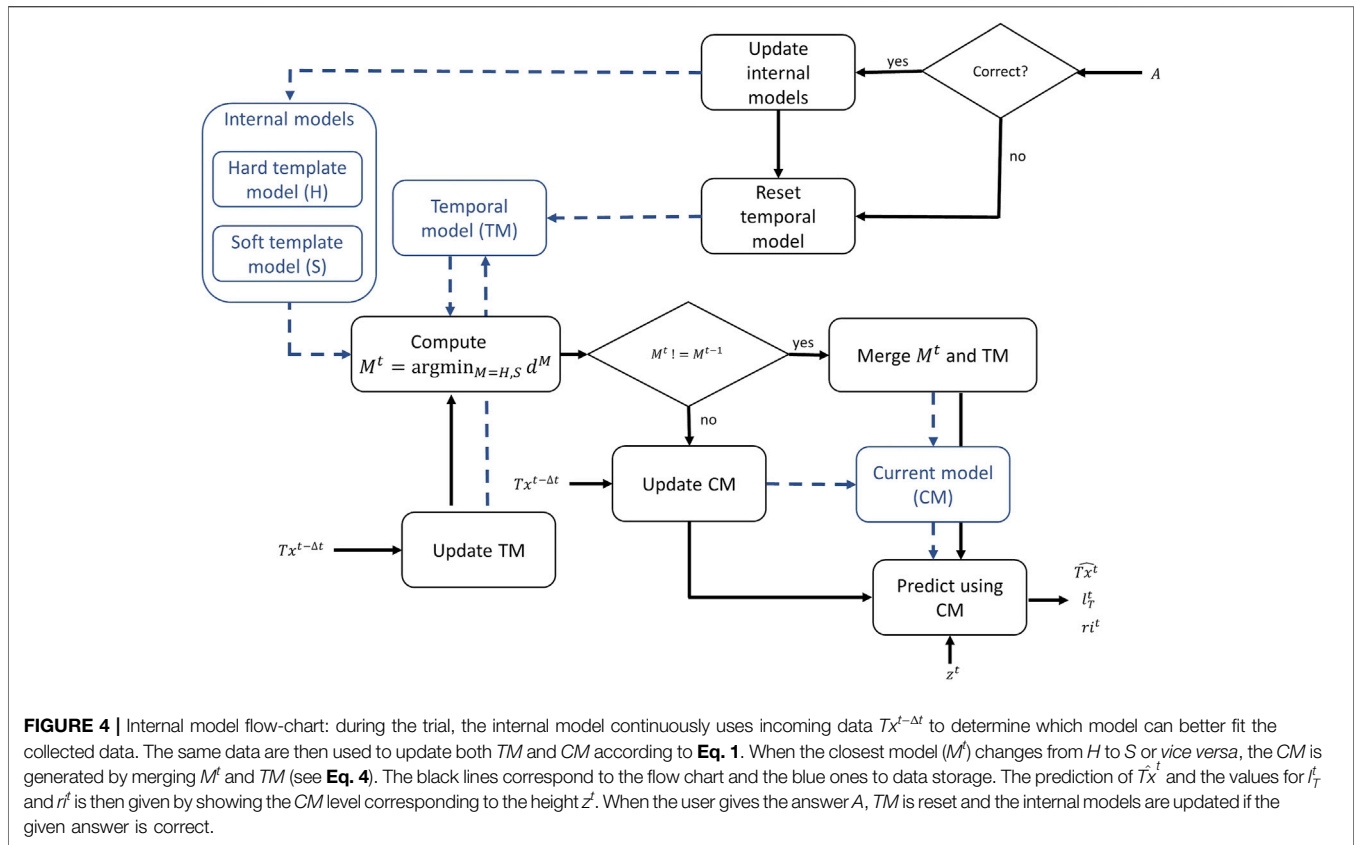 Update
internal
models
yes
Correct?
A
no
Internal models
Hard template
model (H)
Soft template
model (S)
Temporal
model (TM)
Reset
temporal
model
Compute
M^t = argmin_{M=H,S} d^M
M^t != M^{t−1}
yes
Merge M^t and TM
no
Tx^{t−Δt}
Update CM
Current model
(CM)
Tx^{t−Δt}
Update TM
Predict using
CM
\widehat{Tx}^t
l_T^t
ri^t
z^t
FIGURE 4 | Internal model flow-chart: during the trial, the internal model continuously uses incoming data Tx^{t−Δt} to determine which model can better fit the
collected data. The same data are then used to update both TM and CM according to Eq. 1. When the closest model (M^t) changes from H to S or vice versa, the CM is
generated by merging M^t and TM (see Eq. 4). The black lines correspond to the flow chart and the blue ones to data storage. The prediction of T\hat{x}^t and the values for l_T^t
and ri^t is then given by showing the CM level corresponding to the height z^t. When the user gives the answer A, TM is reset and the internal models are updated if the
given answer is correct.